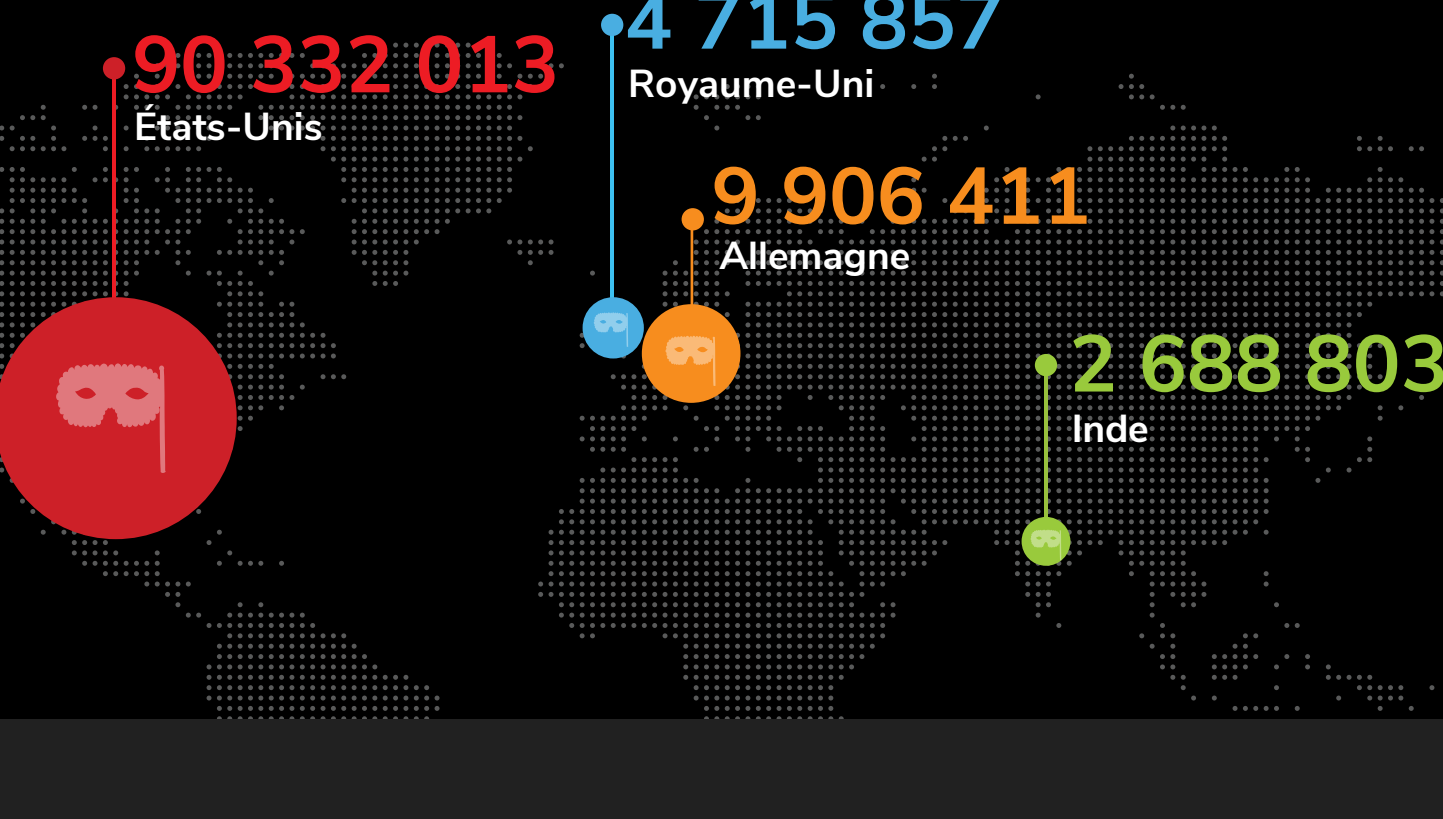 90 332 013
États-Unis
4 715 857
Royaume-Uni
9 906 411
Allemagne
2 688 803
Inde